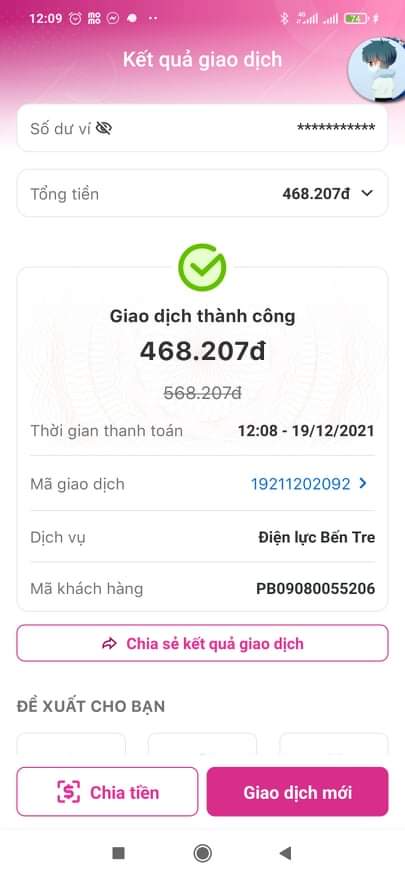 12:09
4G
74
Kết quả giao dịch
Số dư ví
***********
Tổng tiền
468.207đ
Giao dịch thành công
468.207đ
568.207đ
Thời gian thanh toán
12:08 - 19/12/2021
Mã giao dịch
19211202092
Dịch vụ
Điện lực Bến Tre
Mã khách hàng
PB09080055206
Chia sẻ kết quả giao dịch
ĐỀ XUẤT CHO BẠN
Chia tiền
Giao dịch mới